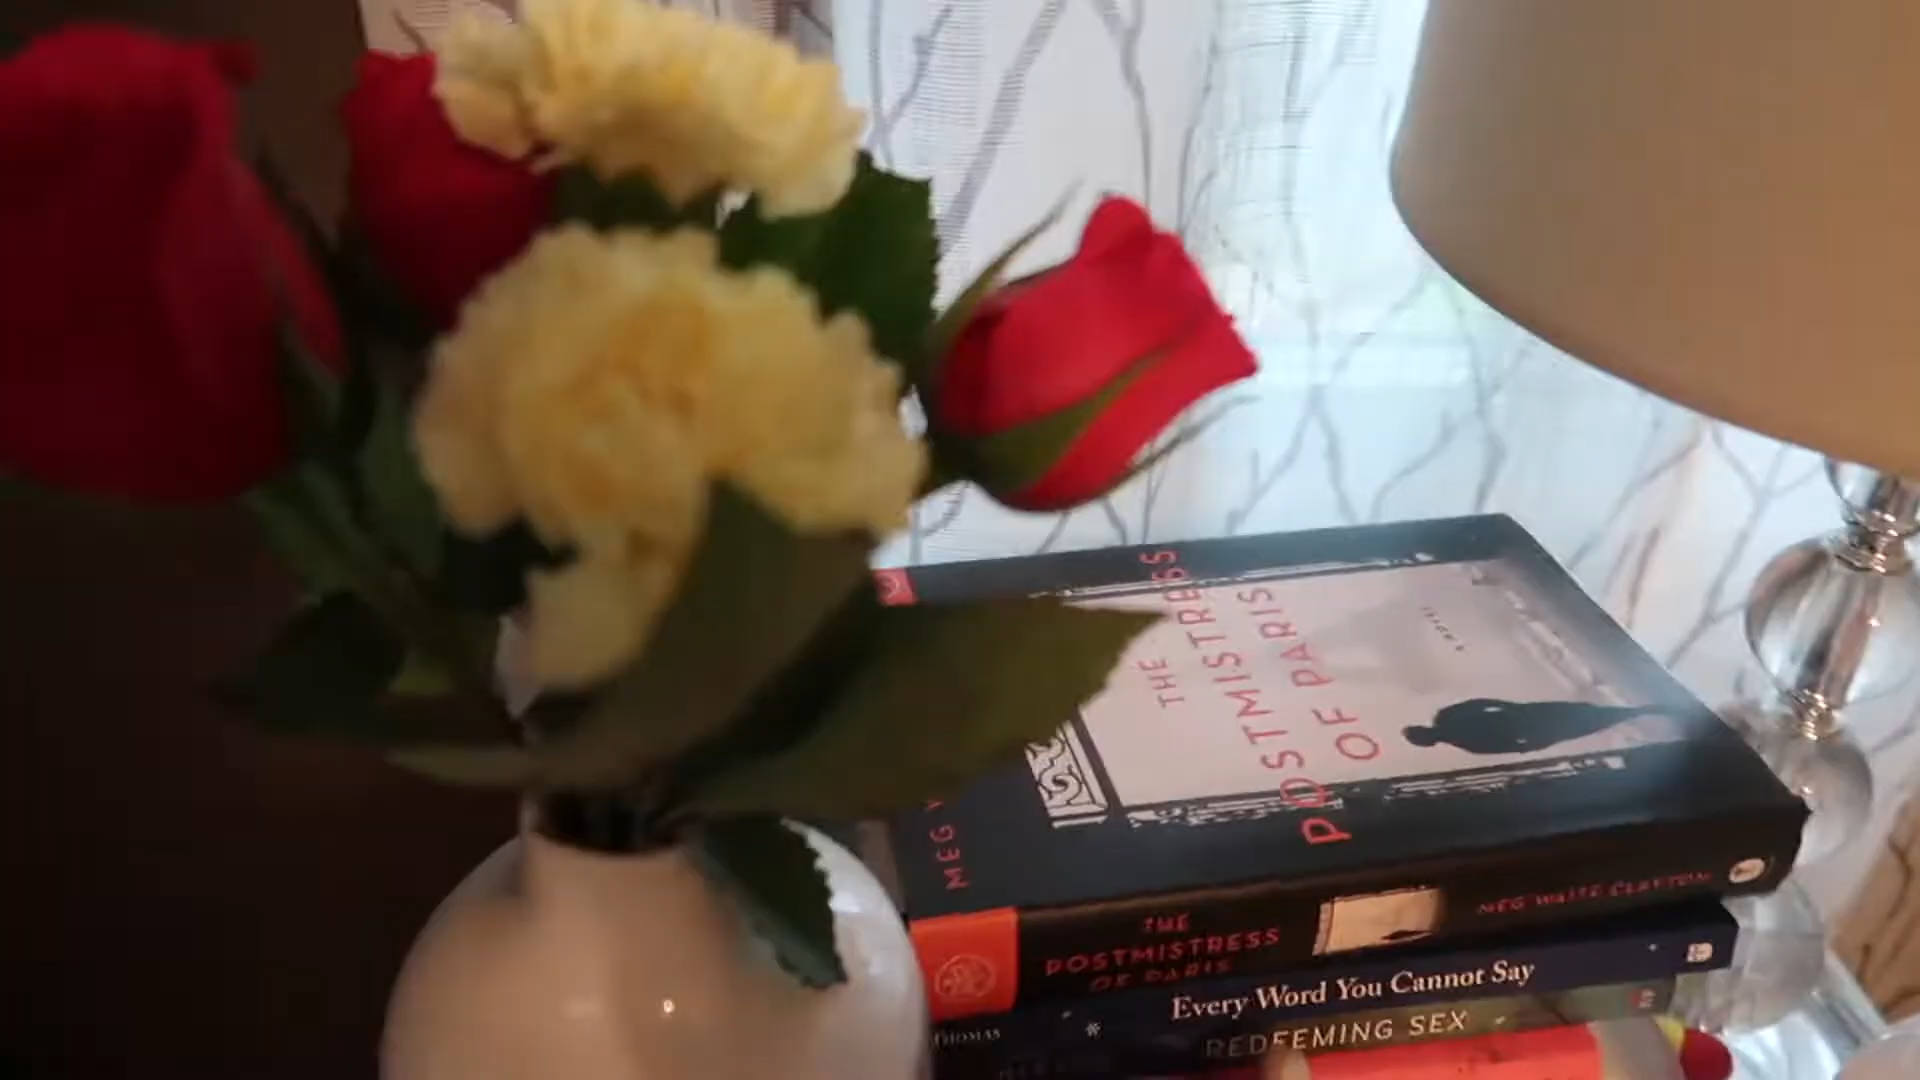 THE
POSTMISTRESS
OF PARIS
MEG
THE
POSTMISTRESS
OF PARIS
MEG WAITE CLAYTON
THOMAS
Every Word You Cannot Say
REDEEMING SEX